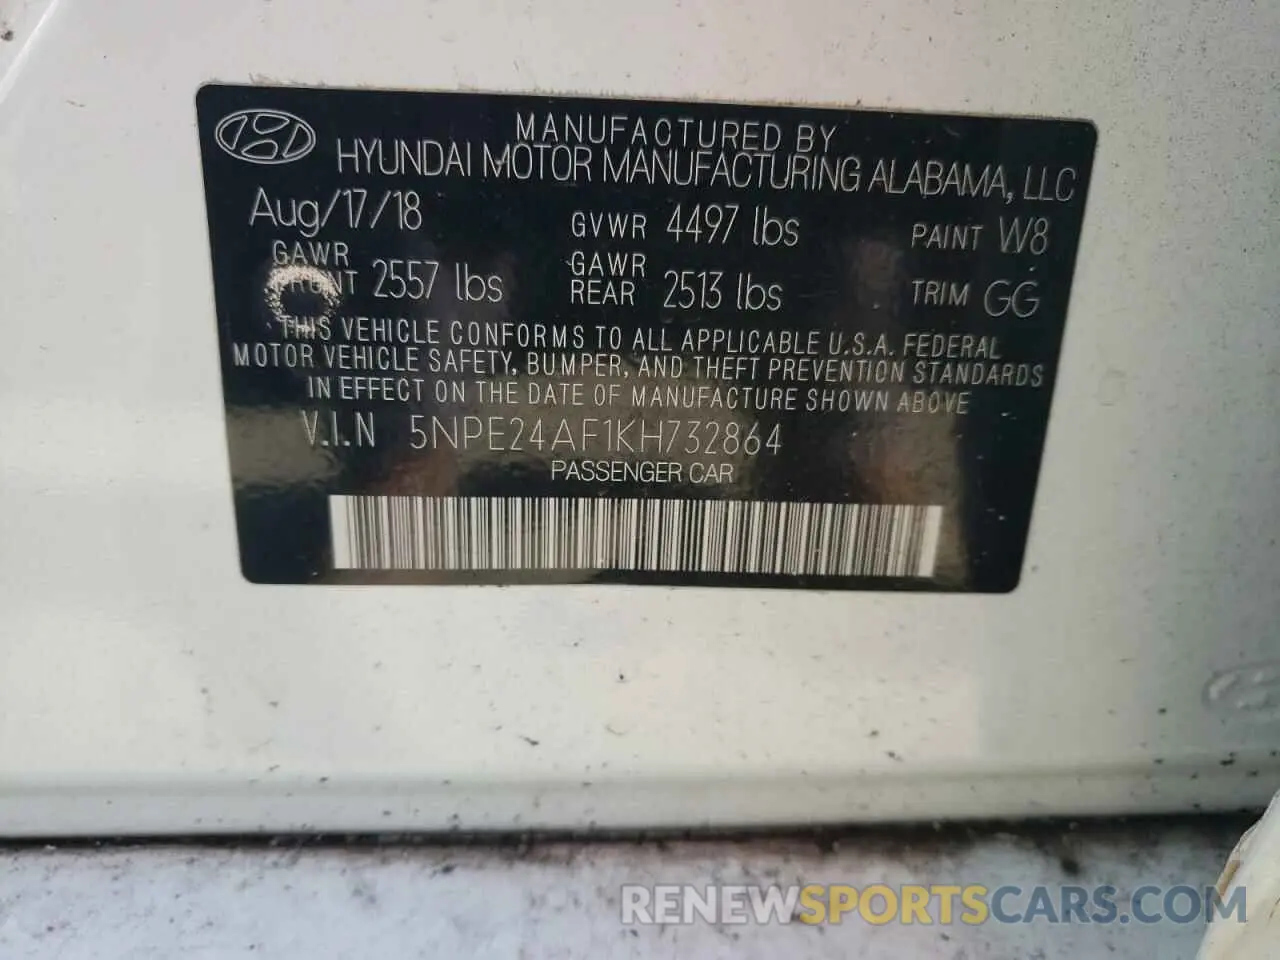 MANUFACTURED BY
HYUNDAI MOTOR MANUFACTURING ALABAMA, LLC
Aug/17/18 GVWR 4497 lbs PAINT W8
GAWR FRONT 2557 lbs GAWR REAR 2513 lbs TRIM GG
THIS VEHICLE CONFORMS TO ALL APPLICABLE U.S.A. FEDERAL
MOTOR VEHICLE SAFETY, BUMPER, AND THEFT PREVENTION STANDARDS
IN EFFECT ON THE DATE OF MANUFACTURE SHOWN ABOVE
V.I.N 5NPE24AF1KH732864
PASSENGER CAR
RENEWSPORTSCARS.COM